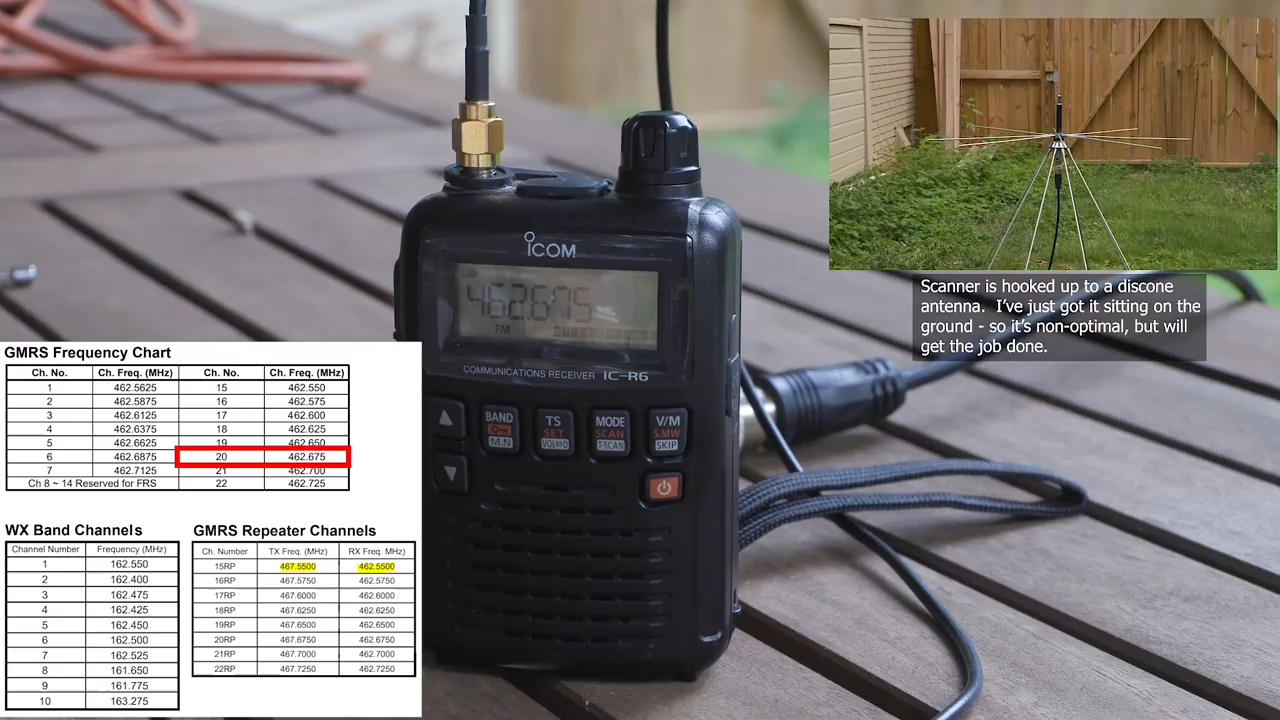 Scanner is hooked up to a discone
antenna. I've just got it sitting on the
ground - so it's non-optimal, but will
get the job done.
ICOM
462.675
FM
COMMUNICATIONS RECEIVER IC-R6
BAND TS MODE V/M
SET SCAN S.MW
M.N VOL T-SCAN SKIP
GMRS Frequency Chart
Ch. No. Ch. Freq. (MHz) Ch. No. Ch. Freq. (MHz)
1 462.5625 15 462.550
2 462.5875 16 462.575
3 462.6125 17 462.600
4 462.6375 18 462.625
5 462.6625 19 462.650
6 462.6875 20 462.675
7 462.7125 21 462.700
Ch 8 ~ 14 Reserved for FRS 22 462.725
WX Band Channels
Channel Number Frequency (MHz)
1 162.550
2 162.400
3 162.475
4 162.425
5 162.450
6 162.500
7 162.525
8 161.650
9 161.775
10 163.275
GMRS Repeater Channels
Ch. Number TX Freq. (MHz) RX Freq. MHz)
15RP 467.5500 462.5500
16RP 467.5750 462.5750
17RP 467.6000 462.6000
18RP 467.6250 462.6250
19RP 467.6500 462.6500
20RP 467.6750 462.6750
21RP 467.7000 462.7000
22RP 467.7250 462.7250